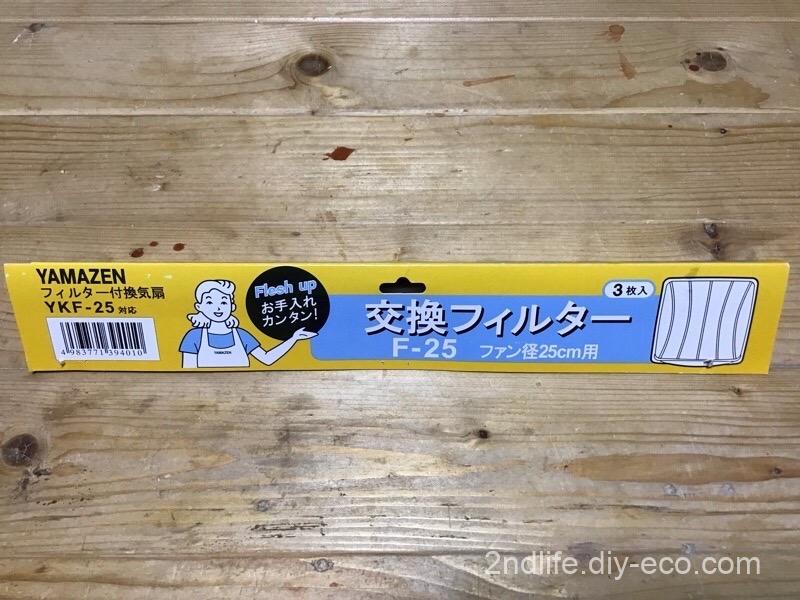 YAMAZEN
フィルター付換気扇
YKF-25 対応
4983771394010
YAMAZEN
Flesh up
お手入れ
カンタン!
交換フィルター
F-25 ファン径25cm用
3枚入
2ndlife.diy-eco.com